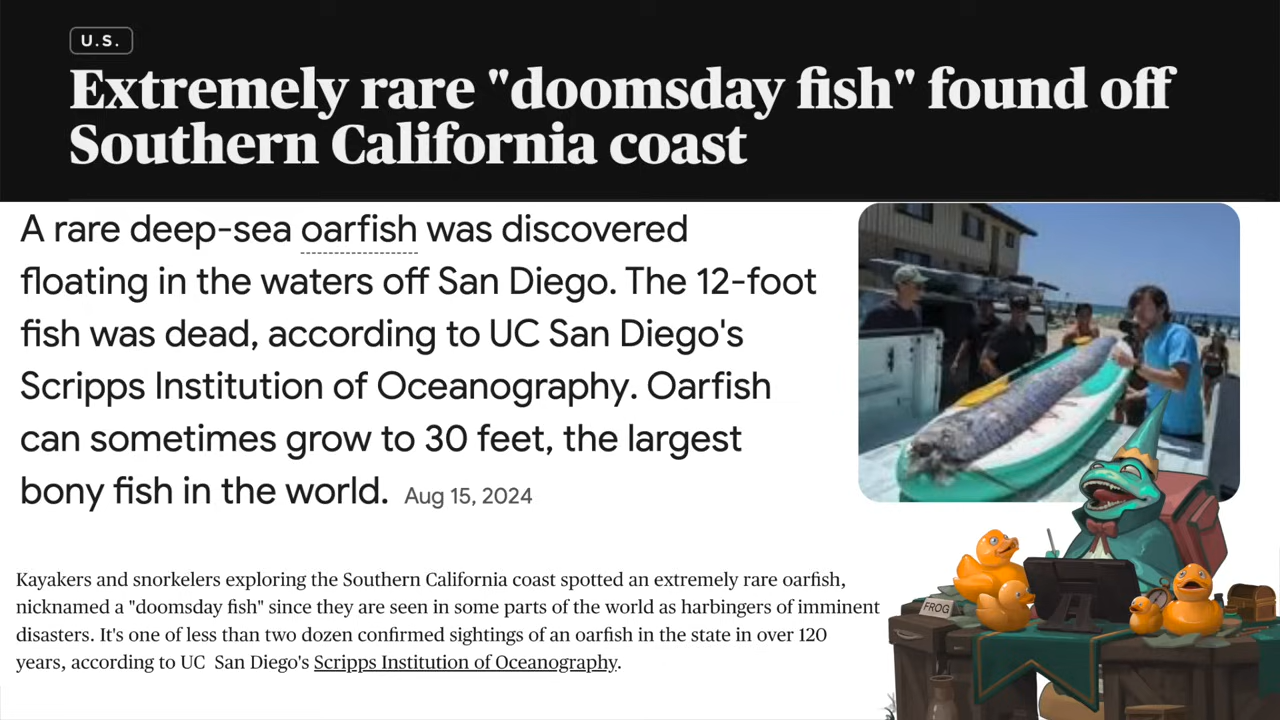 U.S.
Extremely rare "doomsday fish" found off
Southern California coast
A rare deep-sea oarfish was discovered
floating in the waters off San Diego. The 12-foot
fish was dead, according to UC San Diego's
Scripps Institution of Oceanography. Oarfish
can sometimes grow to 30 feet, the largest
bony fish in the world. Aug 15, 2024
Kayakers and snorkelers exploring the Southern California coast spotted an extremely rare oarfish,
nicknamed a "doomsday fish" since they are seen in some parts of the world as harbingers of imminent
disasters. It's one of less than two dozen confirmed sightings of an oarfish in the state in over 120
years, according to UC San Diego's Scripps Institution of Oceanography.
FROG